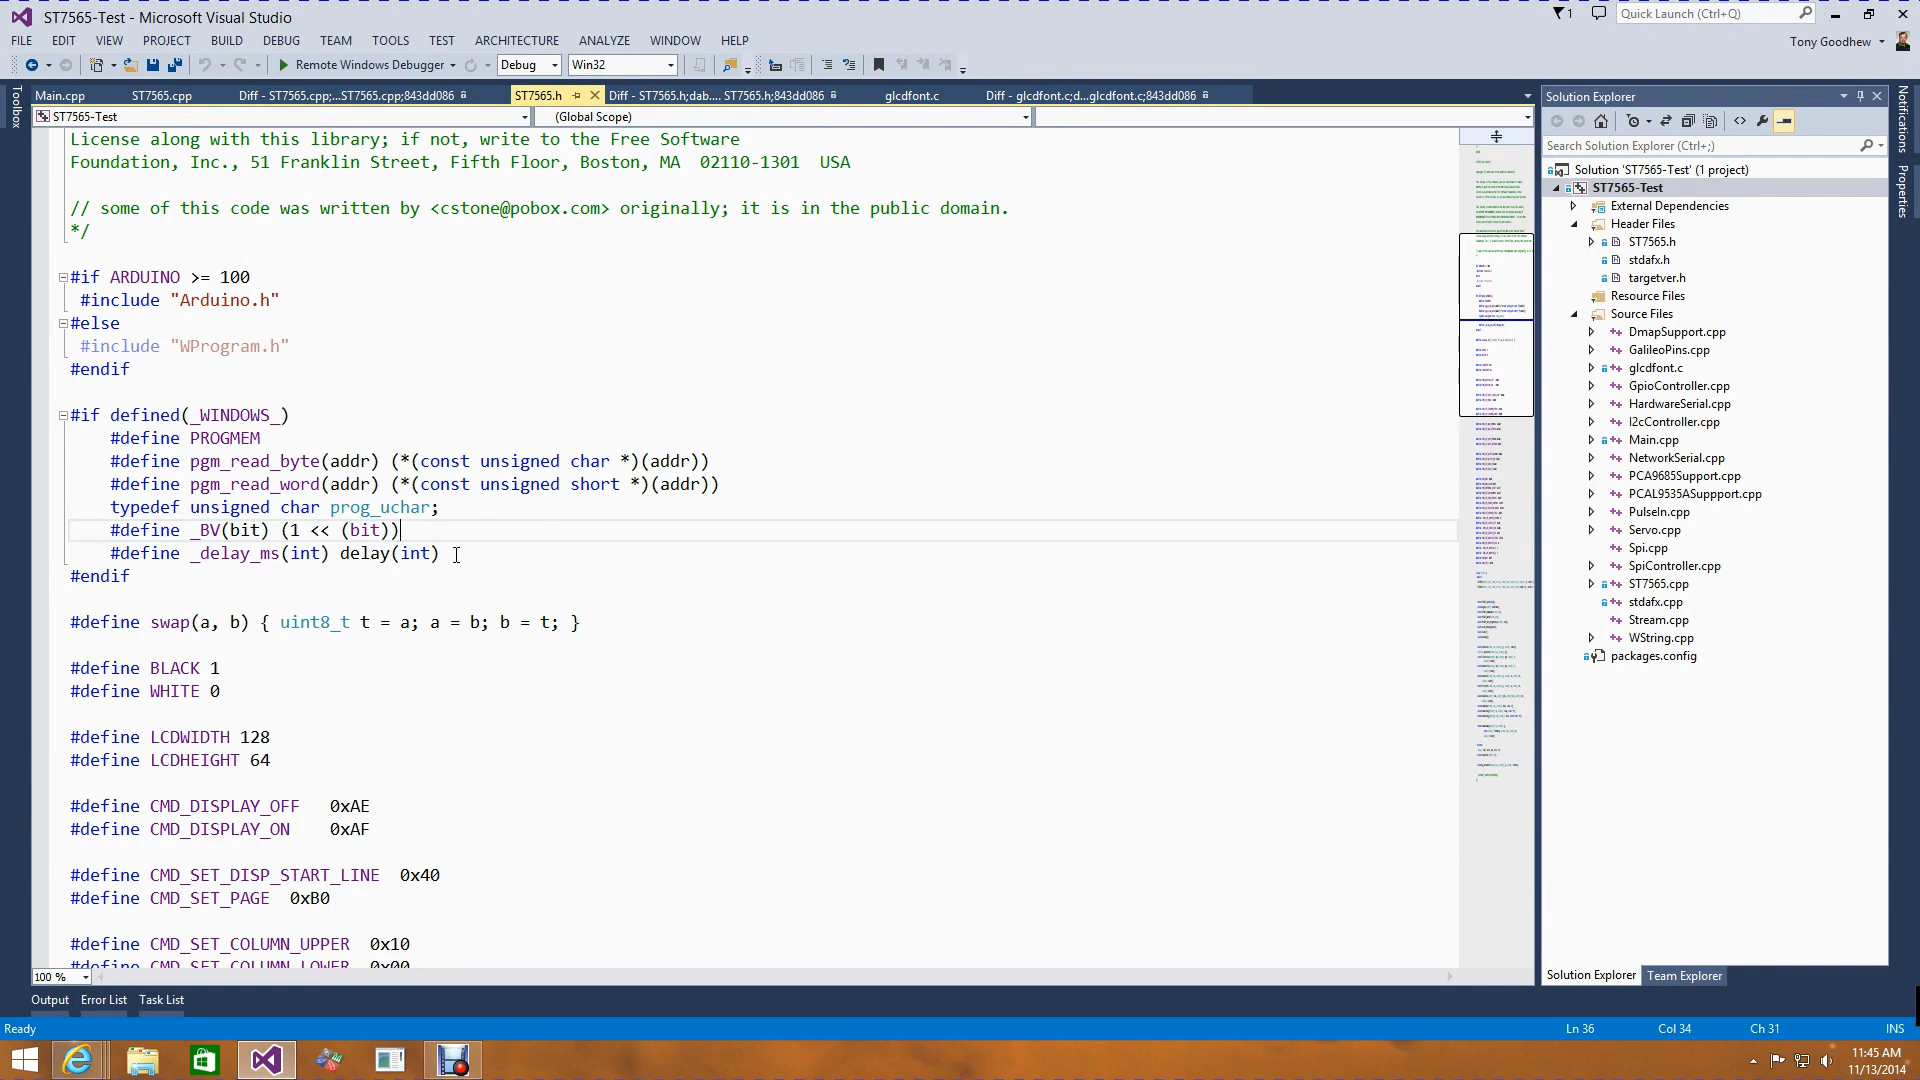 ST7565-Test - Microsoft Visual Studio
1
Quick Launch (Ctrl+Q)
FILE EDIT VIEW PROJECT BUILD DEBUG TEAM TOOLS TEST ARCHITECTURE ANALYZE WINDOW HELP
Tony Goodhew
Remote Windows Debugger Debug Win32
Toolbox
Main.cpp ST7565.cpp Diff - ST7565.cpp;...ST7565.cpp;843dd086 ST7565.h Diff - ST7565.h;dab.... ST7565.h;843dd086 glcdfont.c Diff - glcdfont.c;d...glcdfont.c;843dd086
ST7565-Test (Global Scope)
License along with this library; if not, write to the Free Software
Foundation, Inc., 51 Franklin Street, Fifth Floor, Boston, MA  02110-1301  USA
// some of this code was written by <cstone@pobox.com> originally; it is in the public domain.
*/
#if ARDUINO >= 100
#include "Arduino.h"
#else
#include "WProgram.h"
#endif
#if defined(_WINDOWS_)
#define PROGMEM
#define pgm_read_byte(addr) (*(const unsigned char *)(addr))
#define pgm_read_word(addr) (*(const unsigned short *)(addr))
typedef unsigned char prog_uchar;
#define _BV(bit) (1 << (bit))
#define _delay_ms(int) delay(int)
#endif
#define swap(a, b) { uint8_t t = a; a = b; b = t; }
#define BLACK 1
#define WHITE 0
#define LCDWIDTH 128
#define LCDHEIGHT 64
#define CMD_DISPLAY_OFF   0xAE
#define CMD_DISPLAY_ON    0xAF
#define CMD_SET_DISP_START_LINE  0x40
#define CMD_SET_PAGE  0xB0
#define CMD_SET_COLUMN_UPPER  0x10
#define CMD_SET_COLUMN_LOWER  0x00
100 %
Solution Explorer
Search Solution Explorer (Ctrl+;)
Solution 'ST7565-Test' (1 project)
ST7565-Test
External Dependencies
Header Files
ST7565.h
stdafx.h
targetver.h
Resource Files
Source Files
DmapSupport.cpp
GalileoPins.cpp
glcdfont.c
GpioController.cpp
HardwareSerial.cpp
I2cController.cpp
Main.cpp
NetworkSerial.cpp
PCA9685Support.cpp
PCAL9535ASuppport.cpp
PulseIn.cpp
Servo.cpp
Spi.cpp
SpiController.cpp
ST7565.cpp
stdafx.cpp
Stream.cpp
WString.cpp
packages.config
Solution Explorer Team Explorer
Notifications
Properties
Output Error List Task List
Ready Ln 36 Col 34 Ch 31 INS
11:45 AM
11/13/2014